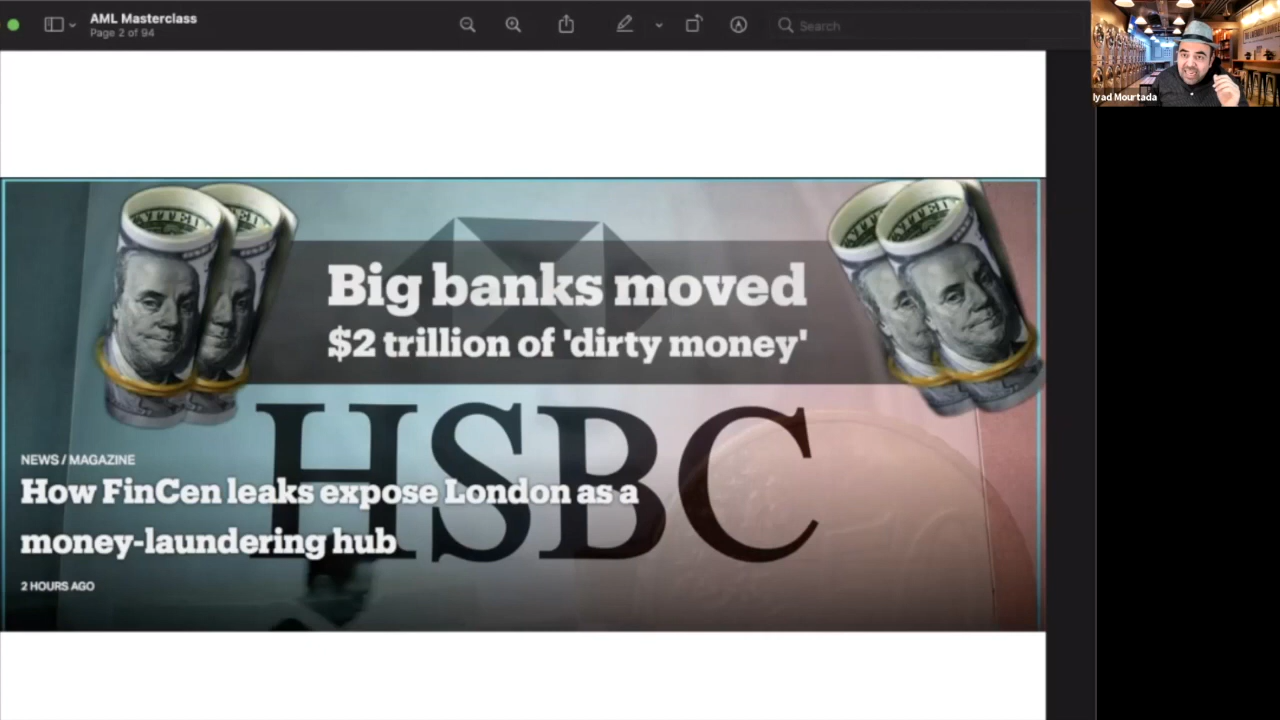 AML Masterclass
Page 2 of 94
Search
Iyad Mourtada
Big banks moved
$2 trillion of 'dirty money'
HSBC
NEWS / MAGAZINE
How FinCen leaks expose London as a
money-laundering hub
2 HOURS AGO